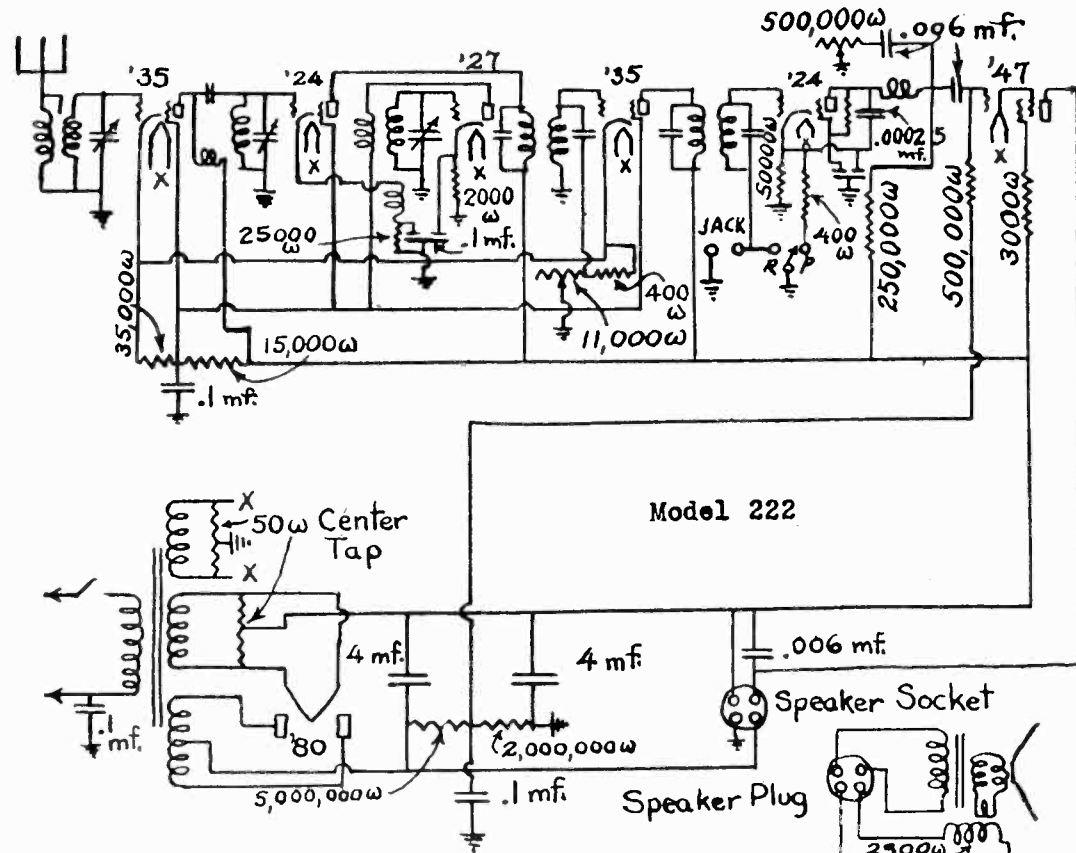 500,000ω
.006 mf.
'35
'24
'27
'35
'24
'47
X
X
X
X
X
X
50000ω
.00025
mf.
2000
ω
25000
ω
.1 mf.
JACK
R
P
400
ω
250,000ω
500,000ω
3000ω
35,000ω
15,000ω
400
ω
11,000ω
.1 mf.
Model 222
X
50ω Center
Tap
X
4 mf.
4 mf.
.006 mf.
Speaker Socket
.1
mf.
'80
2,000,000ω
5,000,000ω
.1 mf.
Speaker Plug
2500ω